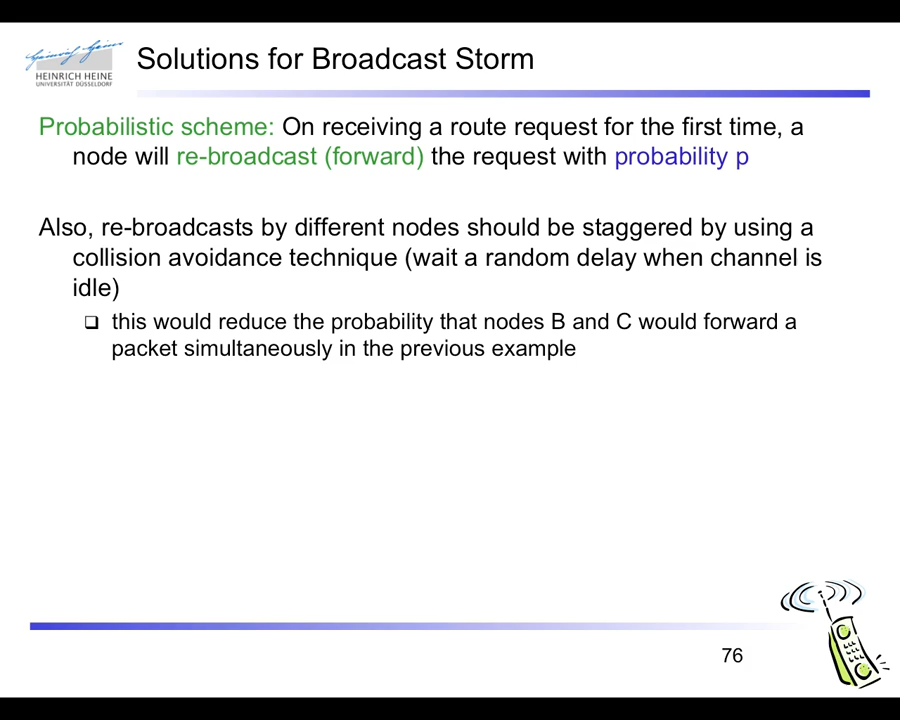 Heinrich Heine
HEINRICH HEINE
UNIVERSITÄT DÜSSELDORF
Solutions for Broadcast Storm
Probabilistic scheme: On receiving a route request for the first time, a
node will re-broadcast (forward) the request with probability p
Also, re-broadcasts by different nodes should be staggered by using a
collision avoidance technique (wait a random delay when channel is
idle)
this would reduce the probability that nodes B and C would forward a
packet simultaneously in the previous example
76